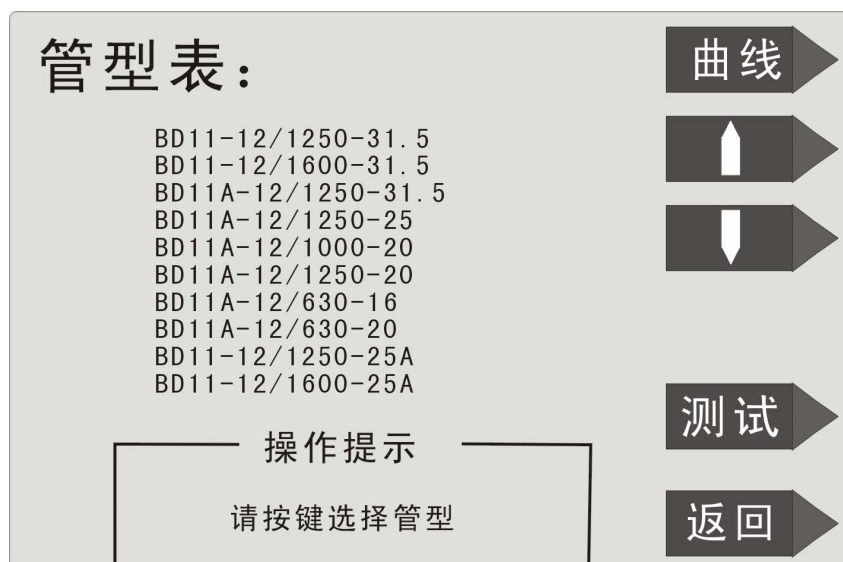 管型表：
BD11-12/1250-31.5
BD11-12/1600-31.5
BD11A-12/1250-31.5
BD11A-12/1250-25
BD11A-12/1000-20
BD11A-12/1250-20
BD11A-12/630-16
BD11A-12/630-20
BD11-12/1250-25A
BD11-12/1600-25A
操作提示
请按键选择管型
曲线
测试
返回